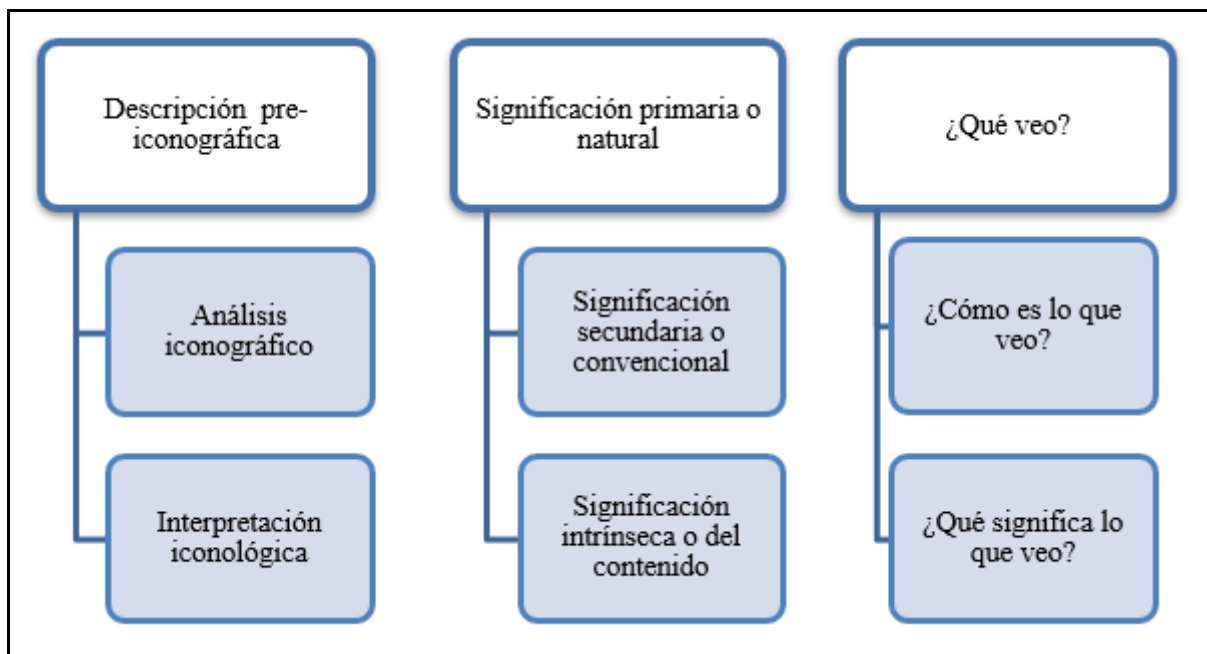 Descripción pre-
iconográfica
Análisis
iconográfico
Interpretación
iconológica
Significación primaria o
natural
Significación
secundaria o
convencional
Significación
intrínseca o del
contenido
¿Qué veo?
¿Cómo es lo que
veo?
¿Qué significa lo
que veo?